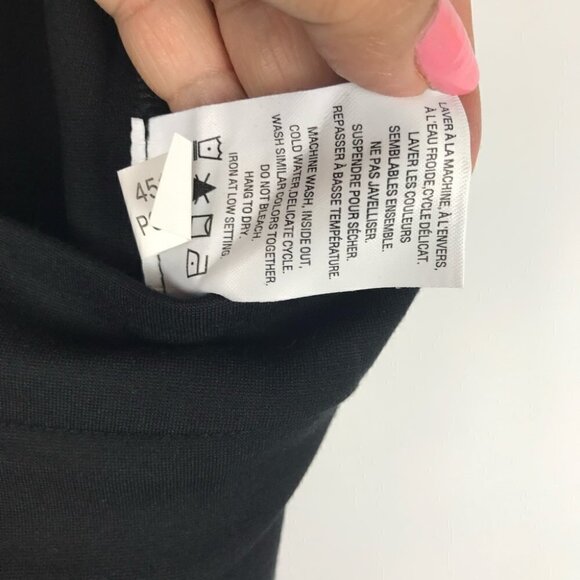 LAVER À LA MACHINE, À L'ENVERS,
À L'EAU FROIDE,CYCLE DÉLICAT.
LAVER LES COULEURS
SEMBLABLES ENSEMBLE.
NE PAS JAVELLISER.
SUSPENDRE POUR SÉCHER.
REPASSER À BASSE TEMPÉRATURE.
MACHINE WASH, INSIDE OUT,
COLD WATER,DELICATE CYCLE.
WASH SIMILAR COLORS TOGETHER.
DO NOT BLEACH.
HANG TO DRY.
IRON AT LOW SETTING.